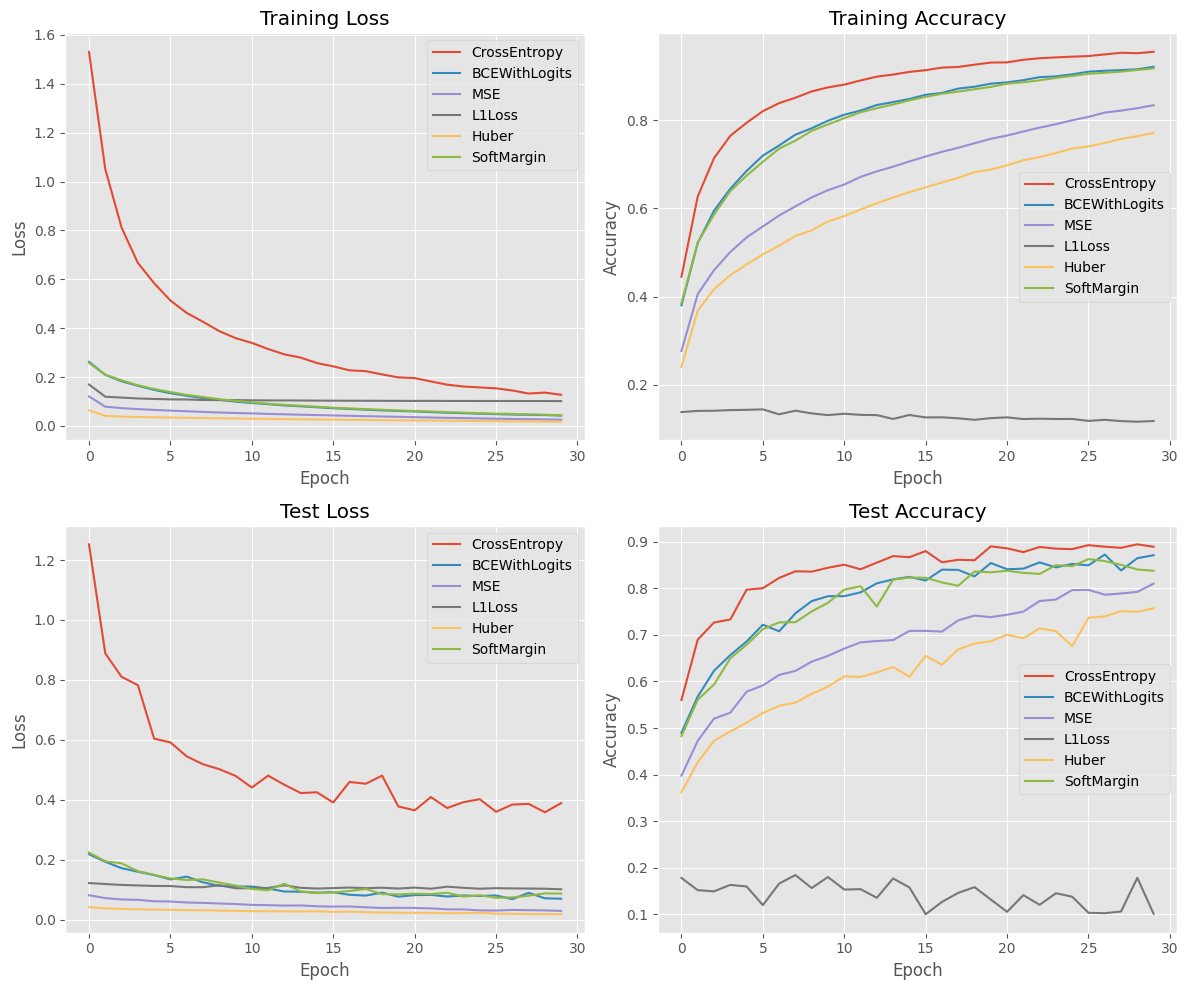 Training Loss
1.6
1.4
1.2
1.0
0.8
0.6
0.4
0.2
0.0
Loss
0 5 10 15 20 25 30
Epoch
CrossEntropy
BCEWithLogits
MSE
L1Loss
Huber
SoftMargin
Training Accuracy
0.8
0.6
0.4
0.2
Accuracy
0 5 10 15 20 25 30
Epoch
CrossEntropy
BCEWithLogits
MSE
L1Loss
Huber
SoftMargin
Test Loss
1.2
1.0
0.8
0.6
0.4
0.2
0.0
Loss
0 5 10 15 20 25 30
Epoch
CrossEntropy
BCEWithLogits
MSE
L1Loss
Huber
SoftMargin
Test Accuracy
0.9
0.8
0.7
0.6
0.5
0.4
0.3
0.2
0.1
Accuracy
0 5 10 15 20 25 30
Epoch
CrossEntropy
BCEWithLogits
MSE
L1Loss
Huber
SoftMargin